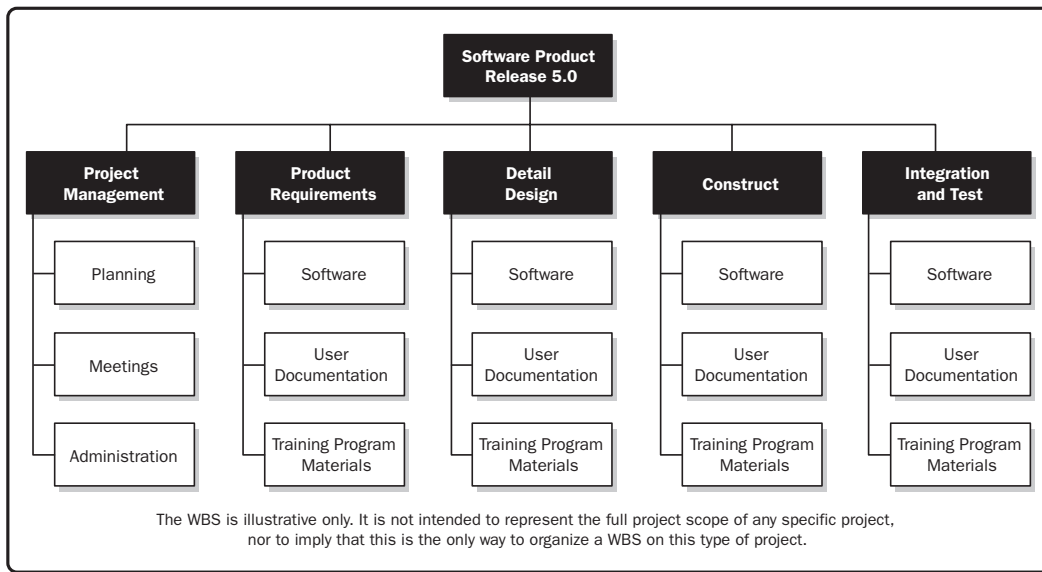 Software Product
Release 5.0
Project
Management
Planning
Meetings
Administration
Product
Requirements
Software
User
Documentation
Training Program
Materials
Detail
Design
Software
User
Documentation
Training Program
Materials
Construct
Software
User
Documentation
Training Program
Materials
Integration
and Test
Software
User
Documentation
Training Program
Materials
The WBS is illustrative only. It is not intended to represent the full project scope of any specific project,
nor to imply that this is the only way to organize a WBS on this type of project.